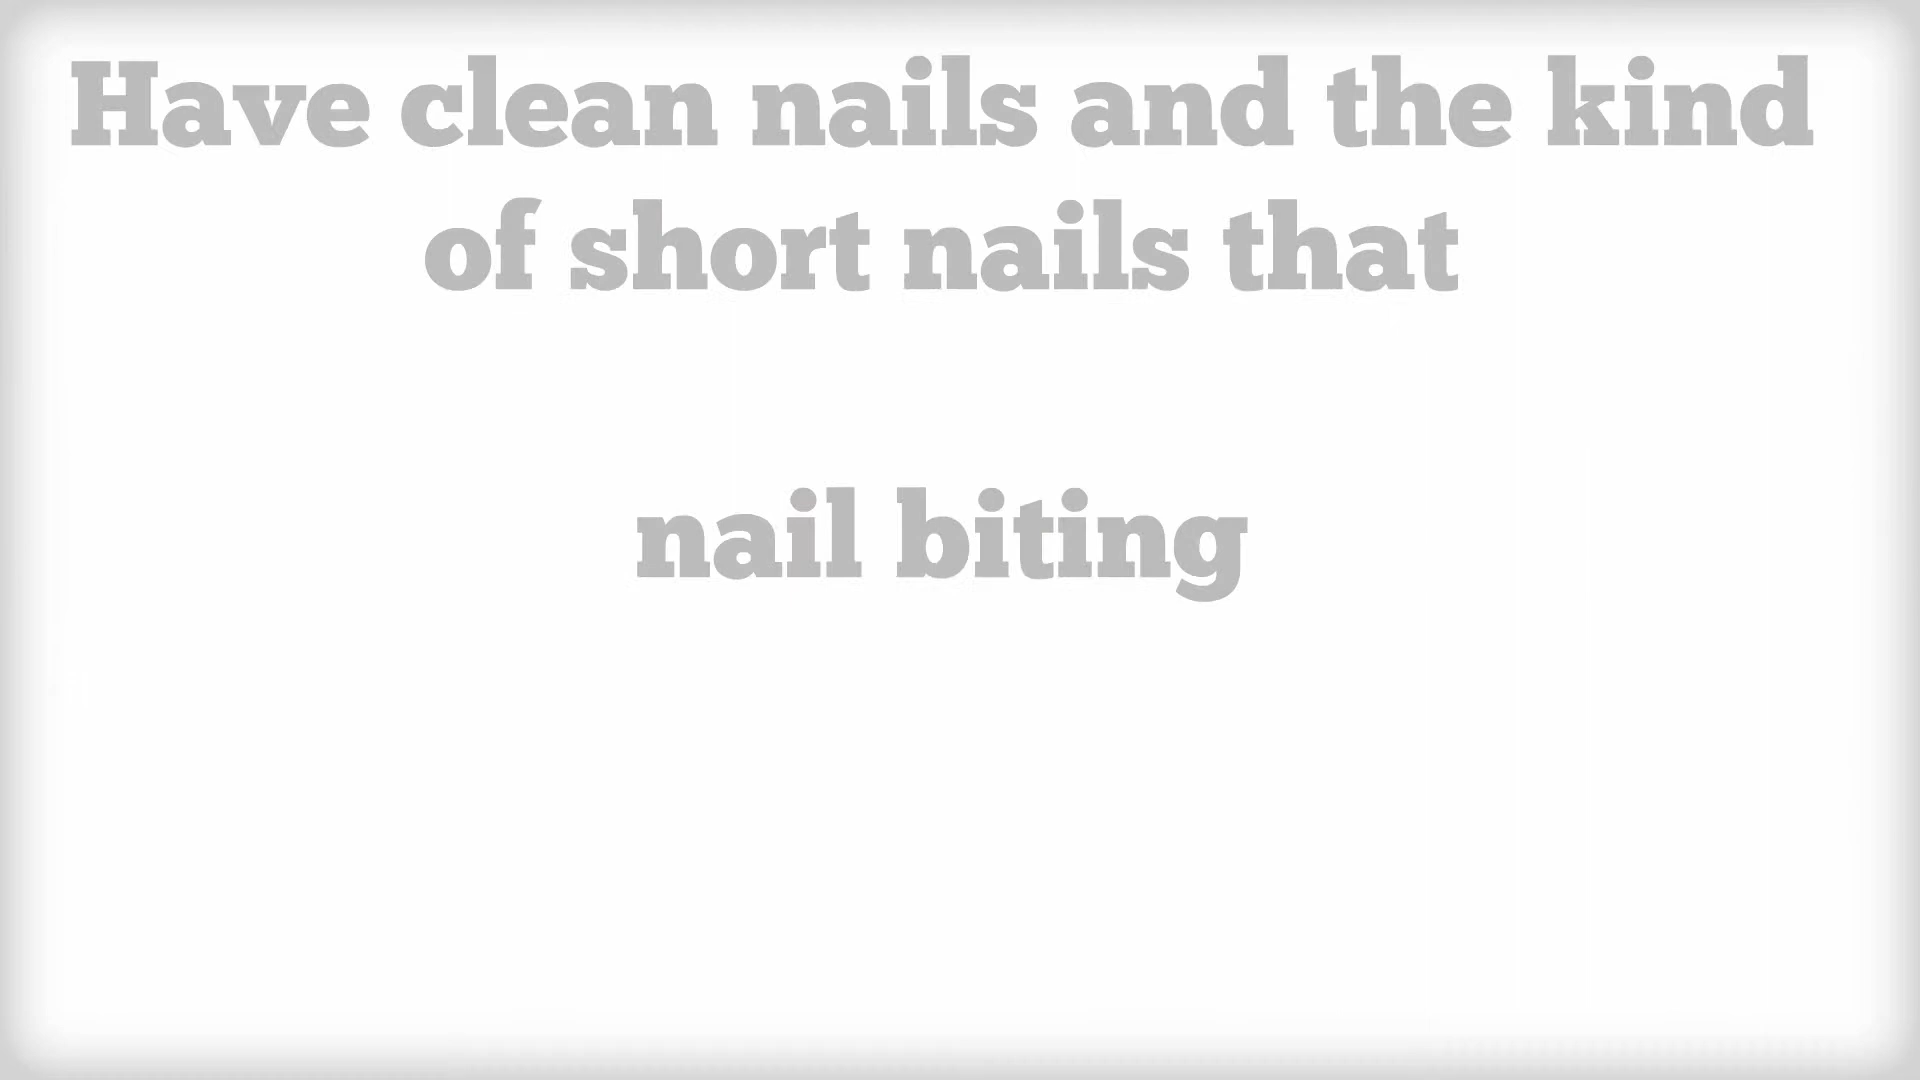 Have clean nails and the kind
of short nails that
nail biting